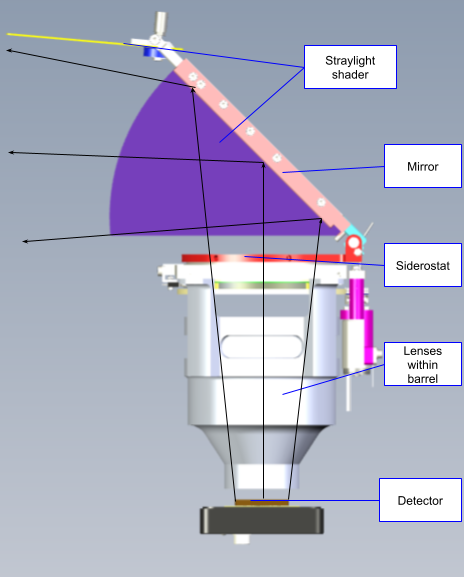 Straylight
shader
Mirror
Siderostat
Lenses
within
barrel
Detector